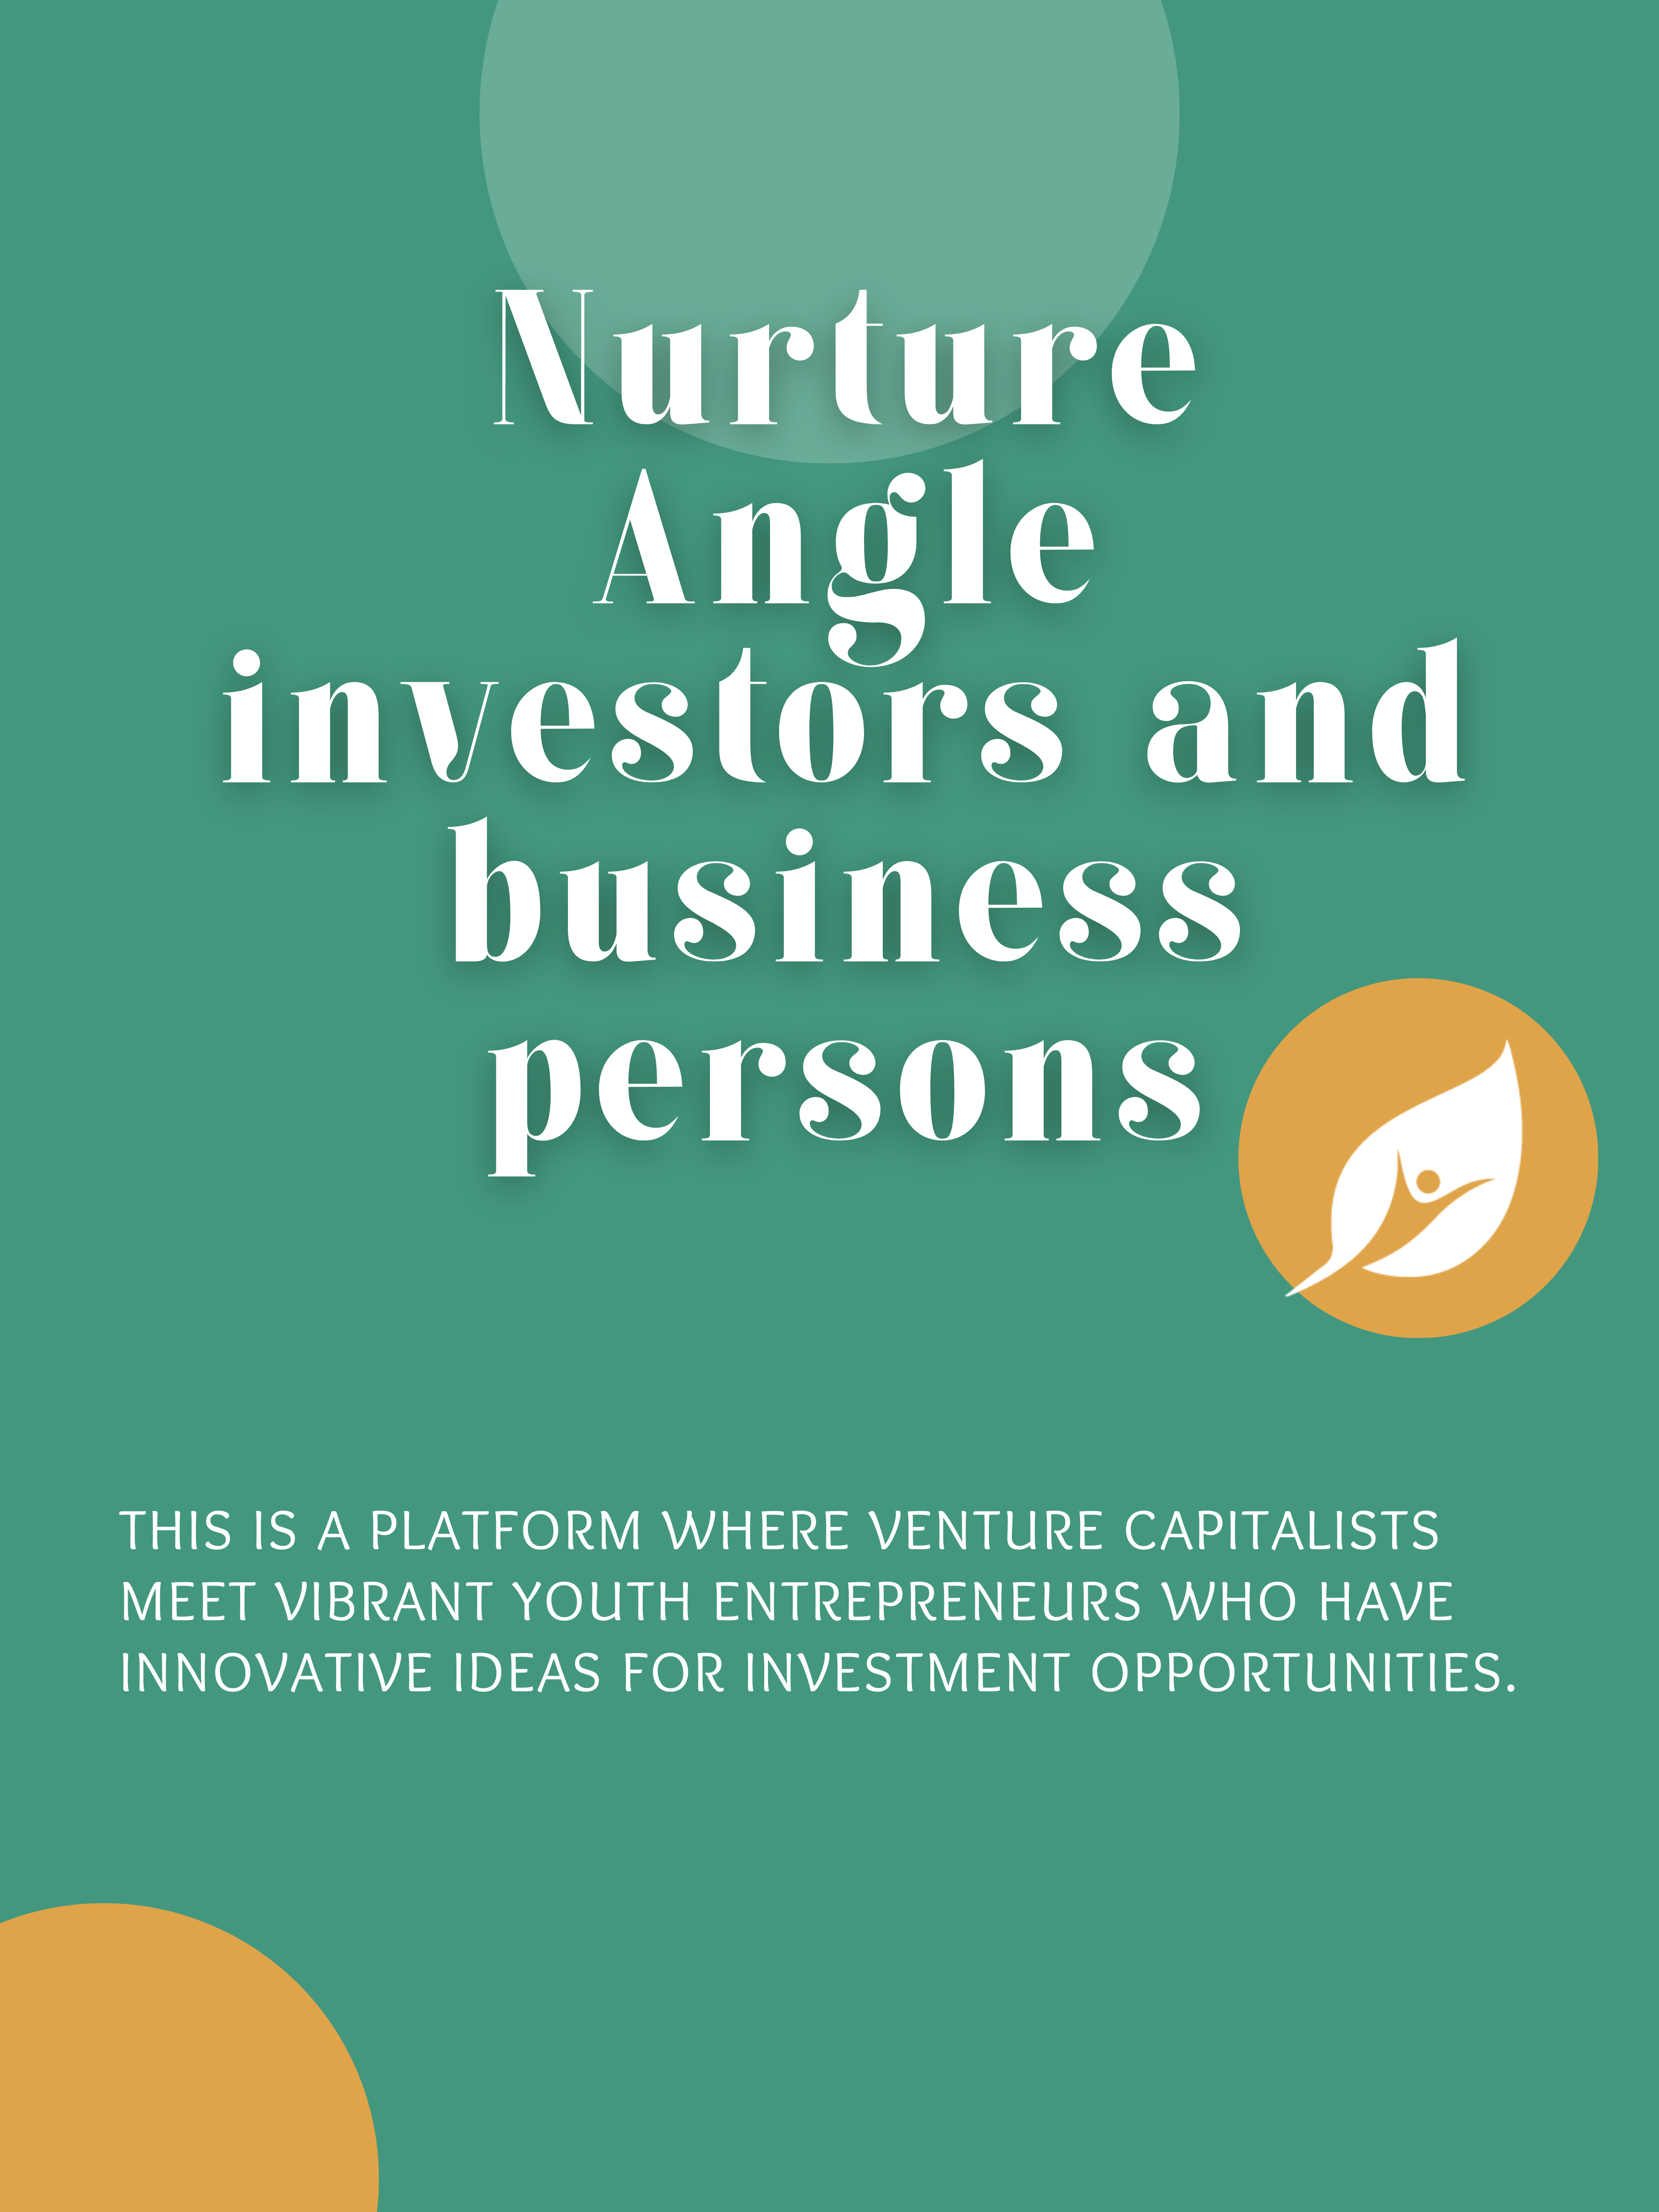 Nurture
Angle
investors and
business
persons
THIS IS A PLATFORM WHERE VENTURE CAPITALISTS
MEET VIBRANT YOUTH ENTREPRENEURS WHO HAVE
INNOVATIVE IDEAS FOR INVESTMENT OPPORTUNITIES.